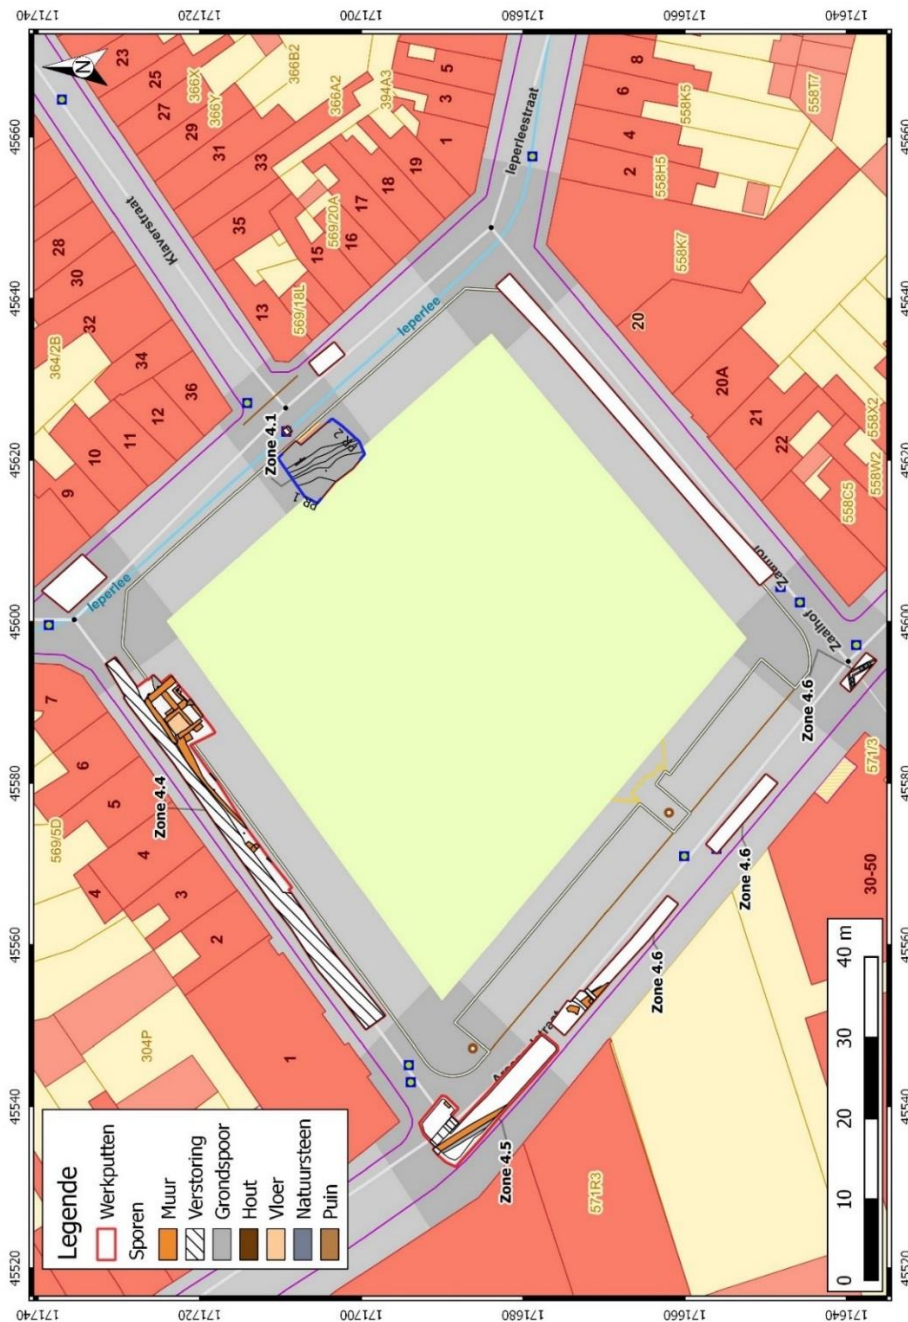 45520
45540
45560
45580
45600
45620
45640
45660
171740
171720
171700
171680
171660
171640
Legende
Werkputten
Sporen
Muur
Verstoring
Grondspoor
Hout
Vloer
Natuursteen
Puin
304P
1
2
3
4
4
5
6
7
569/5D
Zone 4.4
Ieperlee
9
10
11
12
36
34
32
30
28
364/2B
Klaverstraat
N
23
25
27
29
31
33
35
366X
366Y
366B2
366A2
394A3
13
569/18L
15
569/20A
16
17
18
19
1
3
5
Zone 4.1
PR 1
PR 2
Ieperlee
Ieperleestraat
2
4
6
8
558H5
558K5
558T7
558K7
20
20A
21
22
558C5
558W2
558X2
Zaalhof
Zaalhof
Zone 4.5
Zone 4.6
Zone 4.6
Zone 4.6
571R3
30-50
571/3
0
10
20
30
40 m